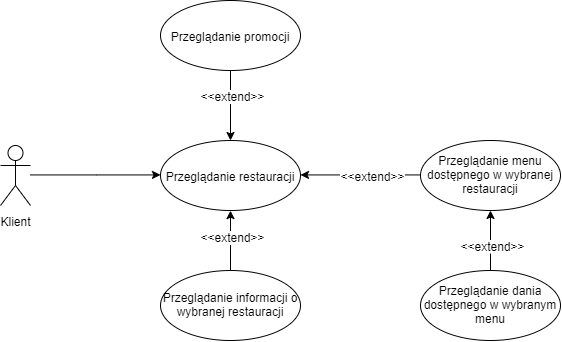 Przeglądanie promocji
<<extend>>
Klient
Przeglądanie restauracji
<<extend>>
Przeglądanie menu
dostępnego w wybranej
restauracji
<<extend>>
<<extend>>
Przeglądanie informacji o
wybranej restauracji
Przeglądanie dania
dostępnego w wybranym
menu